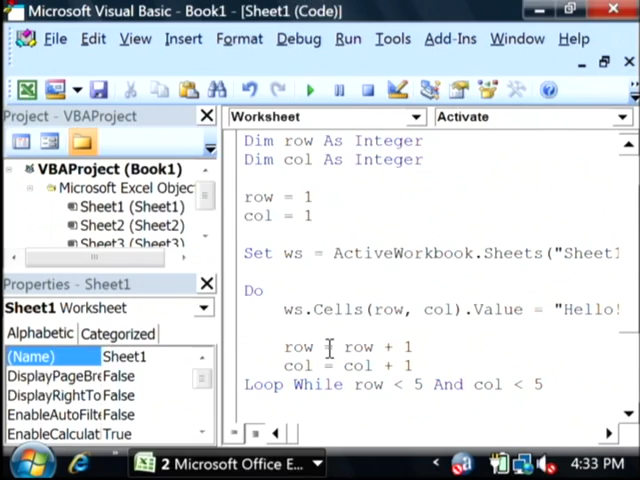 Microsoft Visual Basic - Book1 - [Sheet1 (Code)]
File Edit View Insert Format Debug Run Tools Add-Ins Window Help
Project - VBAProject
VBAProject (Book1)
Microsoft Excel Objec
Sheet1 (Sheet1)
Sheet2 (Sheet2)
Sheet3 (Sheet3)
Properties - Sheet1
Sheet1 Worksheet
Alphabetic Categorized
(Name) Sheet1
DisplayPageBre False
DisplayRightTo False
EnableAutoFilte False
EnableCalculat True
Worksheet Activate
Dim row As Integer
Dim col As Integer
row = 1
col = 1
Set ws = ActiveWorkbook.Sheets("Sheet1
Do
ws.Cells(row, col).Value = "Hello!
row = row + 1
col = col + 1
Loop While row < 5 And col < 5
2 Microsoft Office E...
4:33 PM